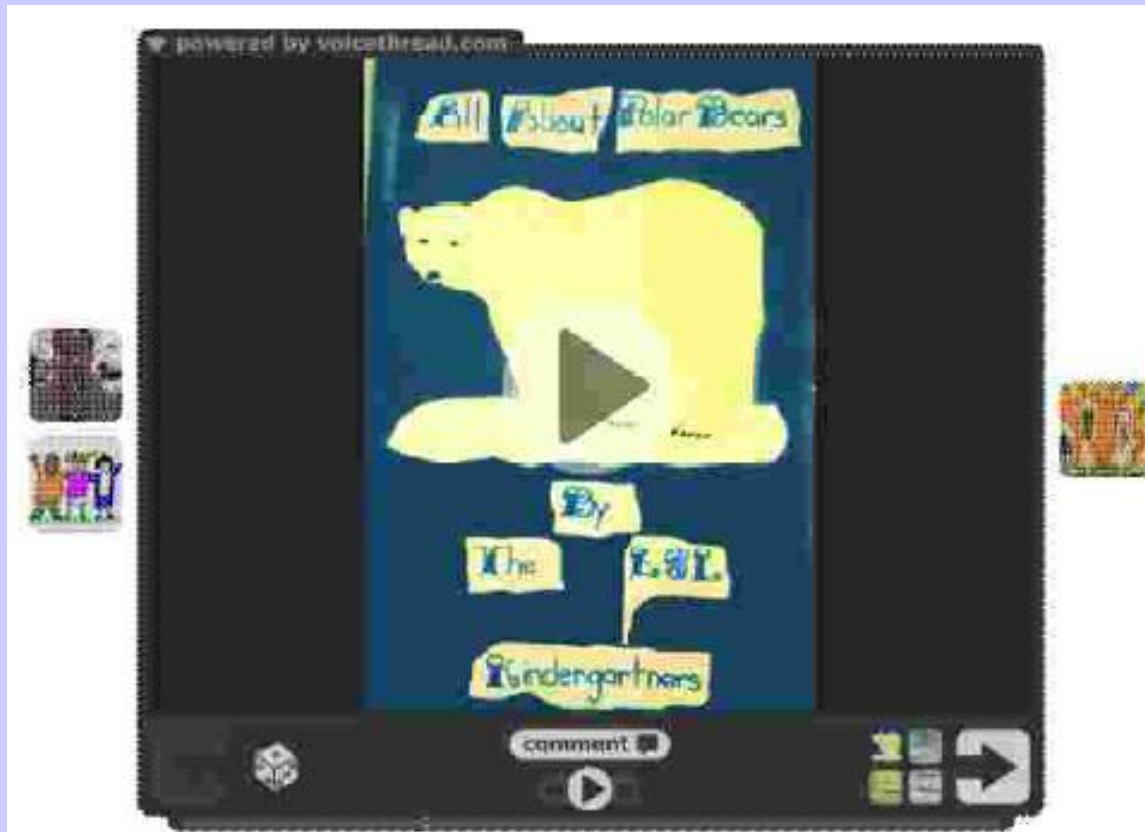 powered by voicethread.com
All About Polar Bears
By
The
Kindergartners
comment